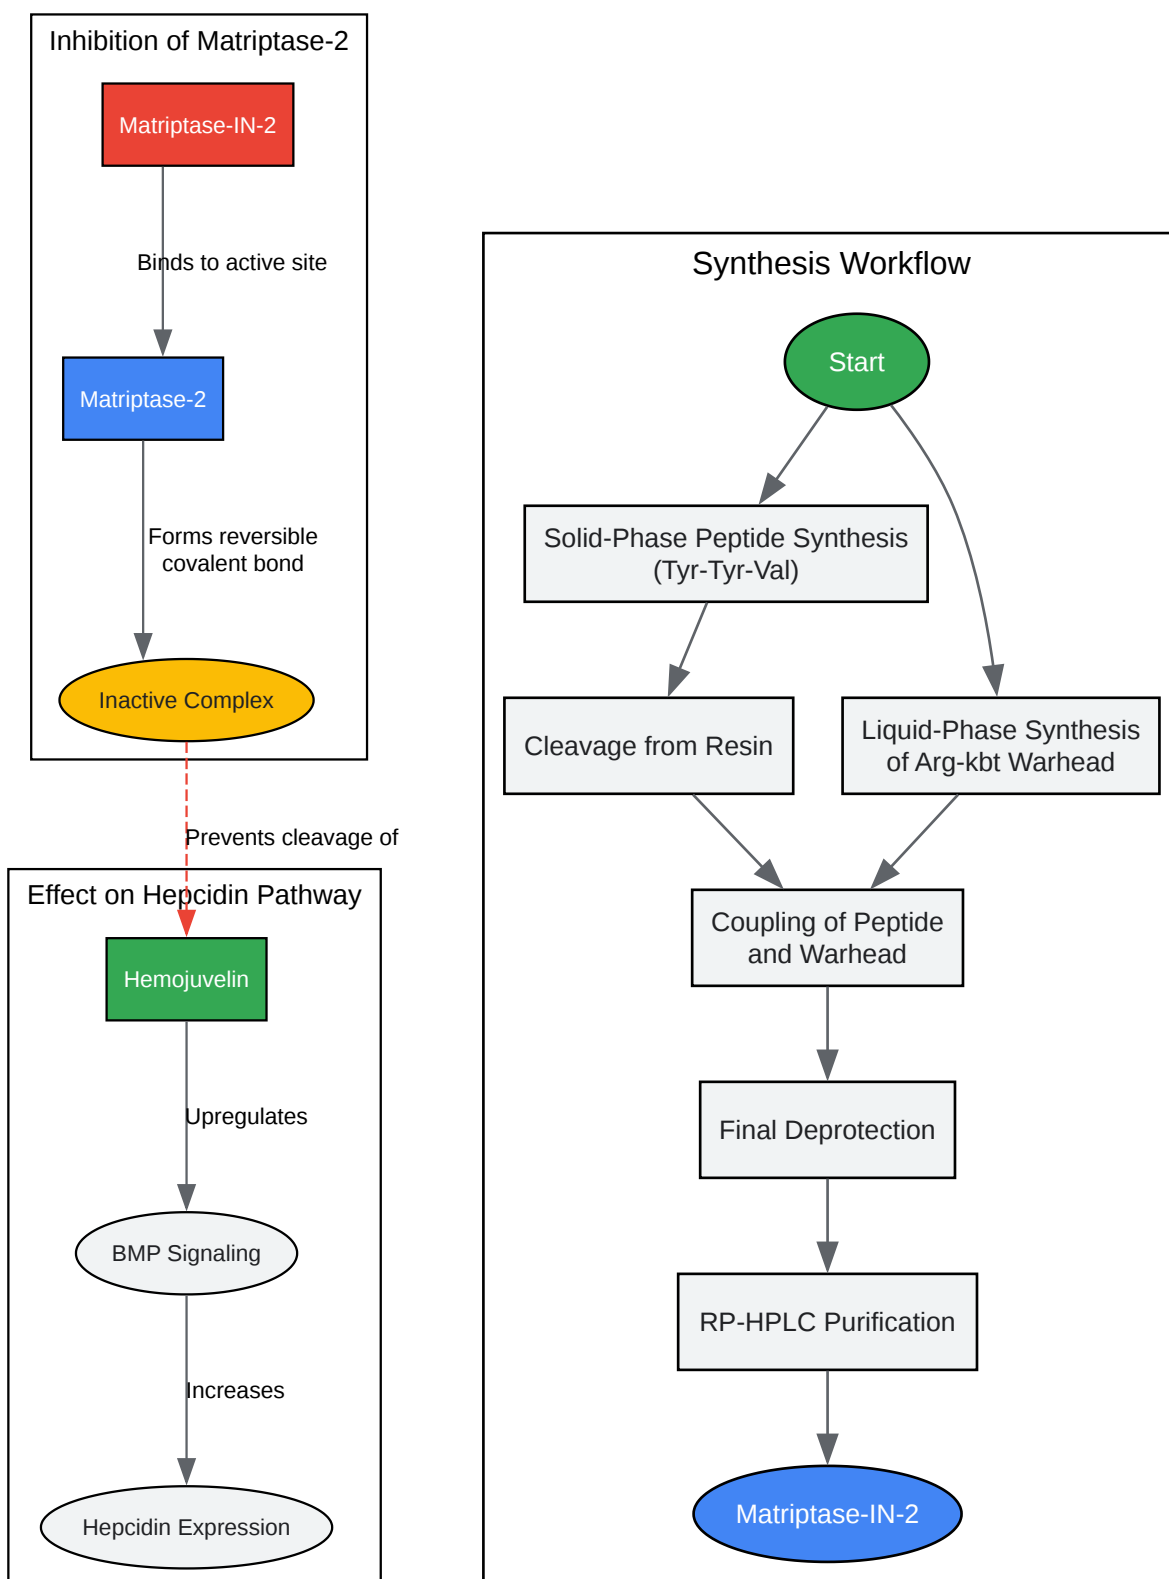 Inhibition of Matriptase-2
Matriptase-IN-2
Binds to active site
Matriptase-2
Forms reversible
covalent bond
Inactive Complex
Prevents cleavage of
Effect on Hepcidin Pathway
Hemojuvelin
Upregulates
BMP Signaling
Increases
Hepcidin Expression
Synthesis Workflow
Start
Solid-Phase Peptide Synthesis
(Tyr-Tyr-Val)
Cleavage from Resin
Liquid-Phase Synthesis
of Arg-kbt Warhead
Coupling of Peptide
and Warhead
Final Deprotection
RP-HPLC Purification
Matriptase-IN-2